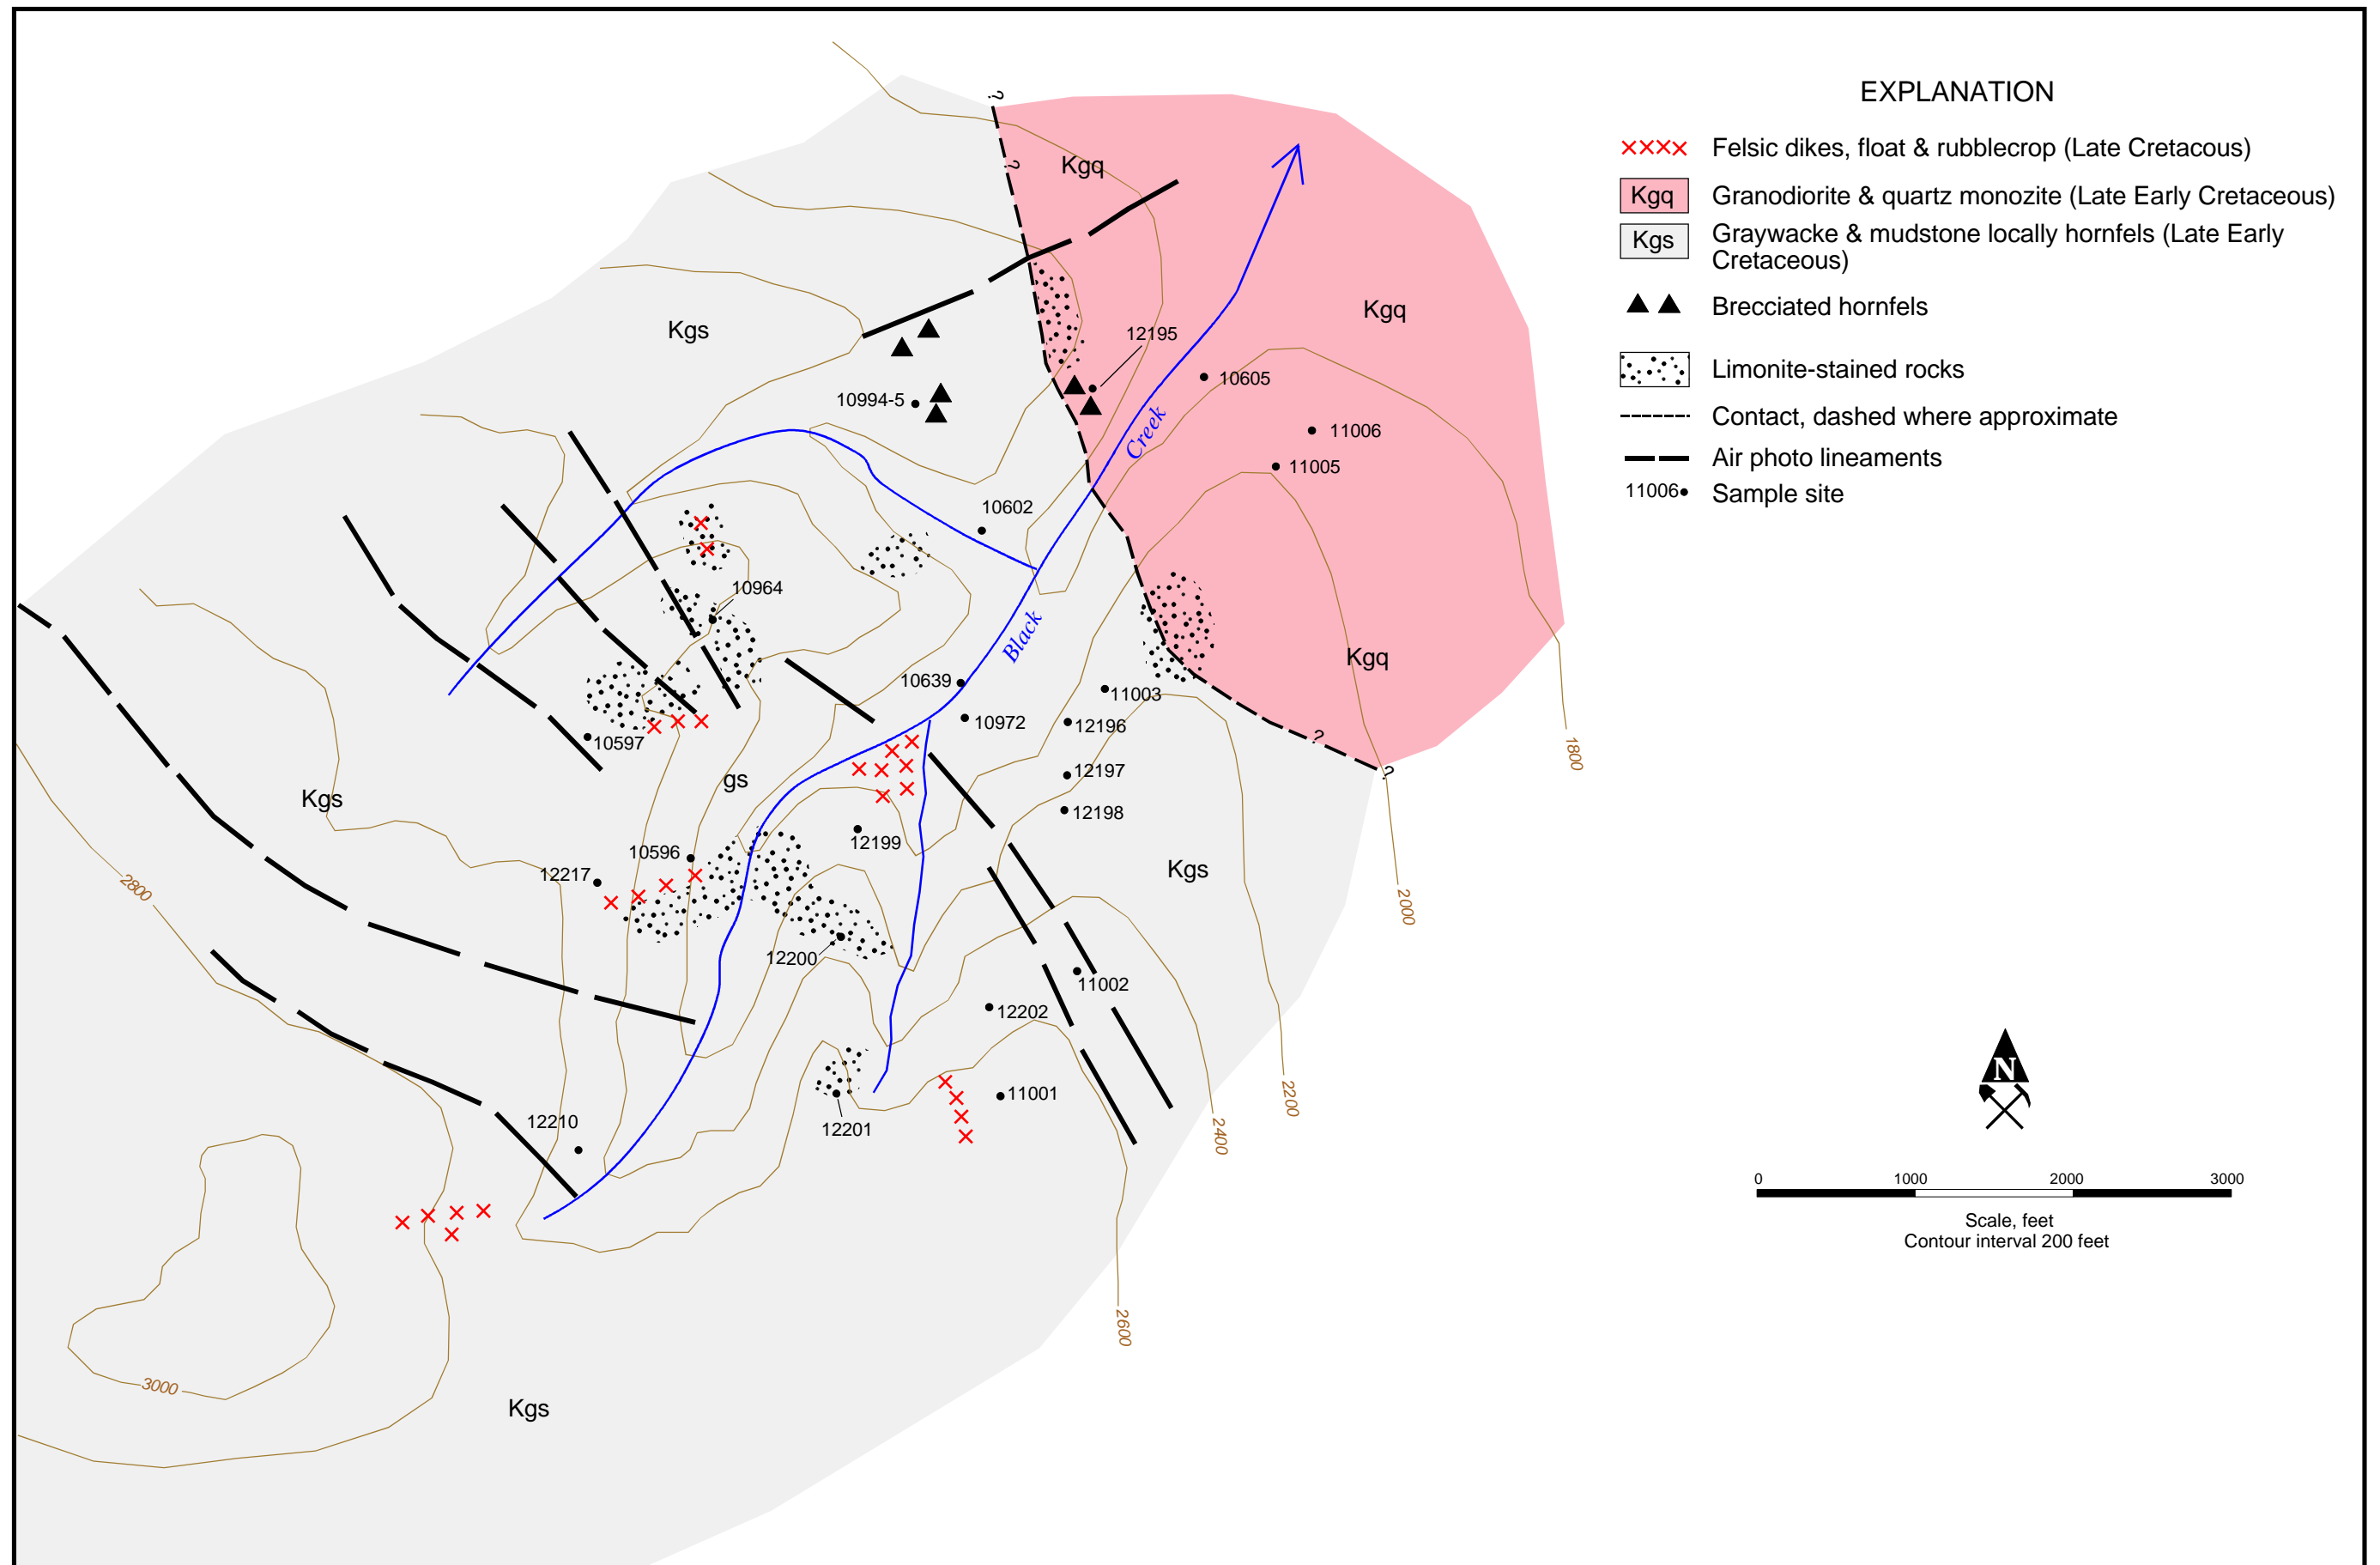 EXPLANATION
Felsic dikes, float & rubblecrop (Late Cretacous)
Kgq
Granodiorite & quartz monozite (Late Early Cretaceous)
Kgs
Graywacke & mudstone locally hornfels (Late Early
Cretaceous)
Brecciated hornfels
Limonite-stained rocks
Contact, dashed where approximate
Air photo lineaments
11006
Sample site
?
?
Kgq
Kgq
Kgs
12195
10605
10994-5
11006
Creek
11005
10602
10964
Black
Kgq
10639
11003
10972
12196
10597
?
?
1800
12197
gs
Kgs
12198
12199
10596
Kgs
12217
2800
2000
12200
11002
12202
2200
11001
2400
12210
12201
2600
3000
Kgs
N
0 1000 2000 3000
Scale, feet
Contour interval 200 feet